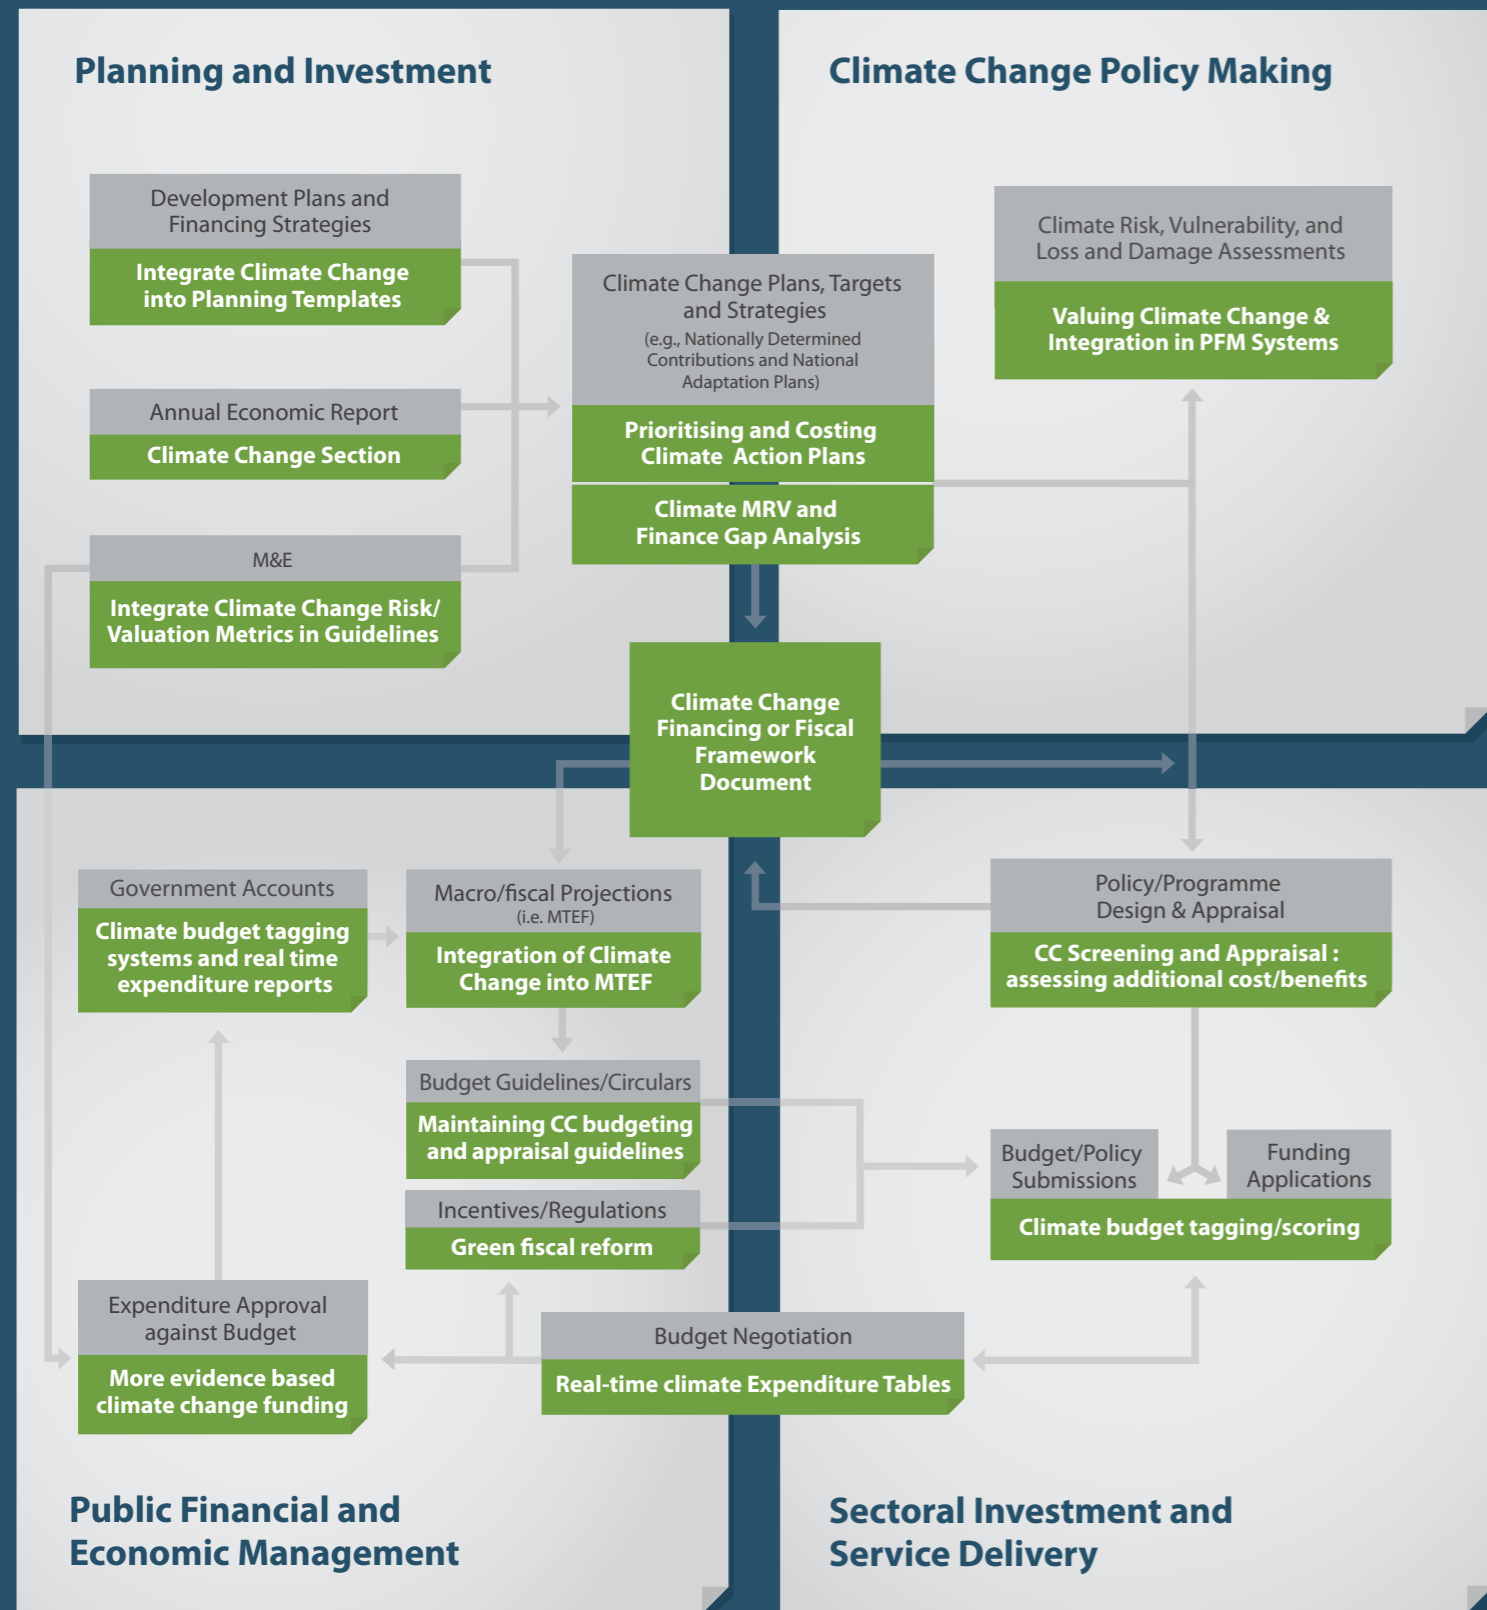 Planning and Investment
Climate Change Policy Making
Development Plans and
Financing Strategies
Integrate Climate Change
into Planning Templates
Annual Economic Report
Climate Change Section
M&E
Integrate Climate Change Risk/
Valuation Metrics in Guidelines
Climate Change Plans, Targets
and Strategies
(e.g., Nationally Determined
Contributions and National
Adaptation Plans)
Prioritising and Costing
Climate Action Plans
Climate MRV and
Finance Gap Analysis
Climate Risk, Vulnerability, and
Loss and Damage Assessments
Valuing Climate Change &
Integration in PFM Systems
Climate Change
Financing or Fiscal
Framework
Document
Government Accounts
Climate budget tagging
systems and real time
expenditure reports
Macro/fiscal Projections
(i.e. MTEF)
Integration of Climate
Change into MTEF
Budget Guidelines/Circulars
Maintaining CC budgeting
and appraisal guidelines
Incentives/Regulations
Green fiscal reform
Expenditure Approval
against Budget
More evidence based
climate change funding
Budget Negotiation
Real-time climate Expenditure Tables
Policy/Programme
Design & Appraisal
CC Screening and Appraisal :
assessing additional cost/benefits
Budget/Policy
Submissions
Funding
Applications
Climate budget tagging/scoring
Public Financial and
Economic Management
Sectoral Investment and
Service Delivery